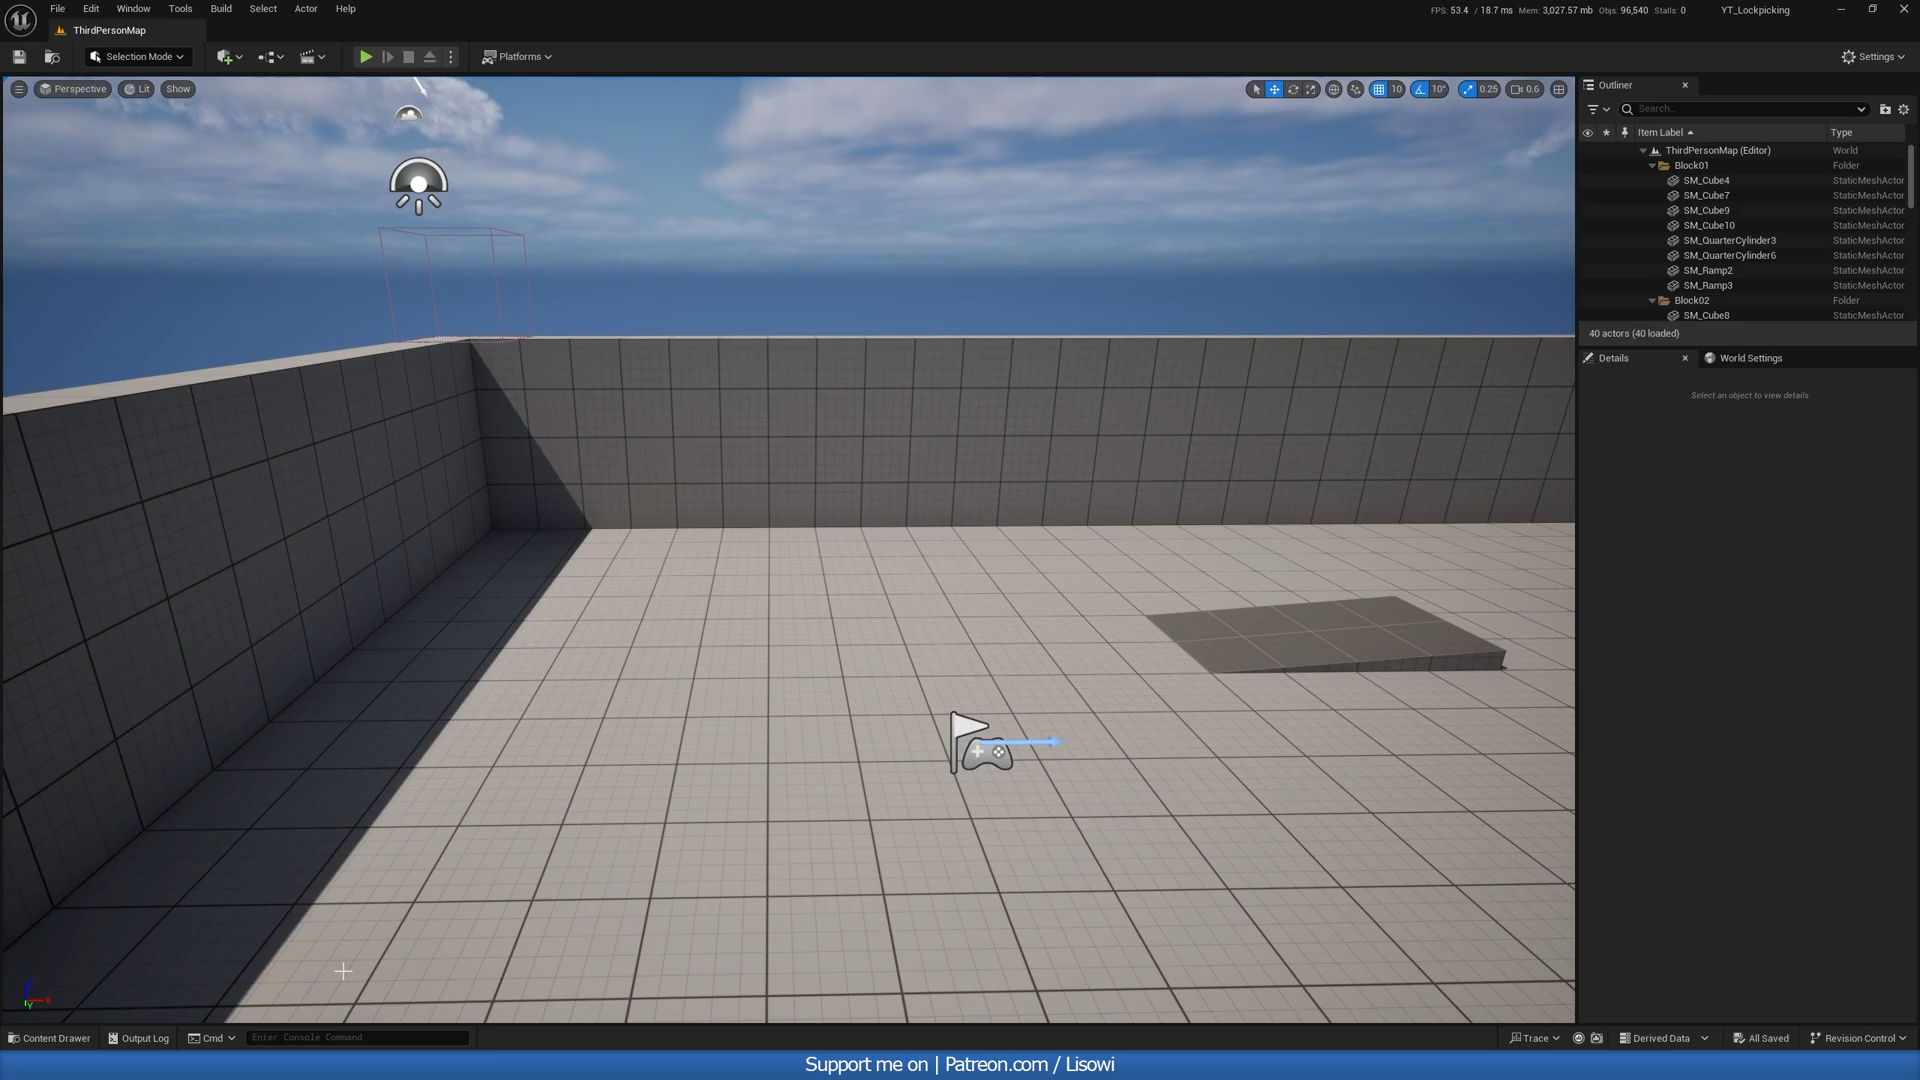 File Edit Window Tools Build Select Actor Help
FPS: 53.4 / 18.7 ms Mem: 3,027.57 mb Objs: 96,540 Stalls: 0
YT_Lockpicking
ThirdPersonMap
Selection Mode
Platforms
Settings
Perspective Lit Show
10 10° 0.25 0.6
Outliner
Search...
Item Label Type
ThirdPersonMap (Editor) World
Block01 Folder
SM_Cube4 StaticMeshActor
SM_Cube7 StaticMeshActor
SM_Cube9 StaticMeshActor
SM_Cube10 StaticMeshActor
SM_QuarterCylinder3 StaticMeshActor
SM_QuarterCylinder6 StaticMeshActor
SM_Ramp2 StaticMeshActor
SM_Ramp3 StaticMeshActor
Block02 Folder
SM_Cube8 StaticMeshActor
40 actors (40 loaded)
Details World Settings
Select an object to view details.
X
Y
Content Drawer Output Log Cmd Enter Console Command
Trace Derived Data All Saved Revision Control
Support me on | Patreon.com / Lisowi